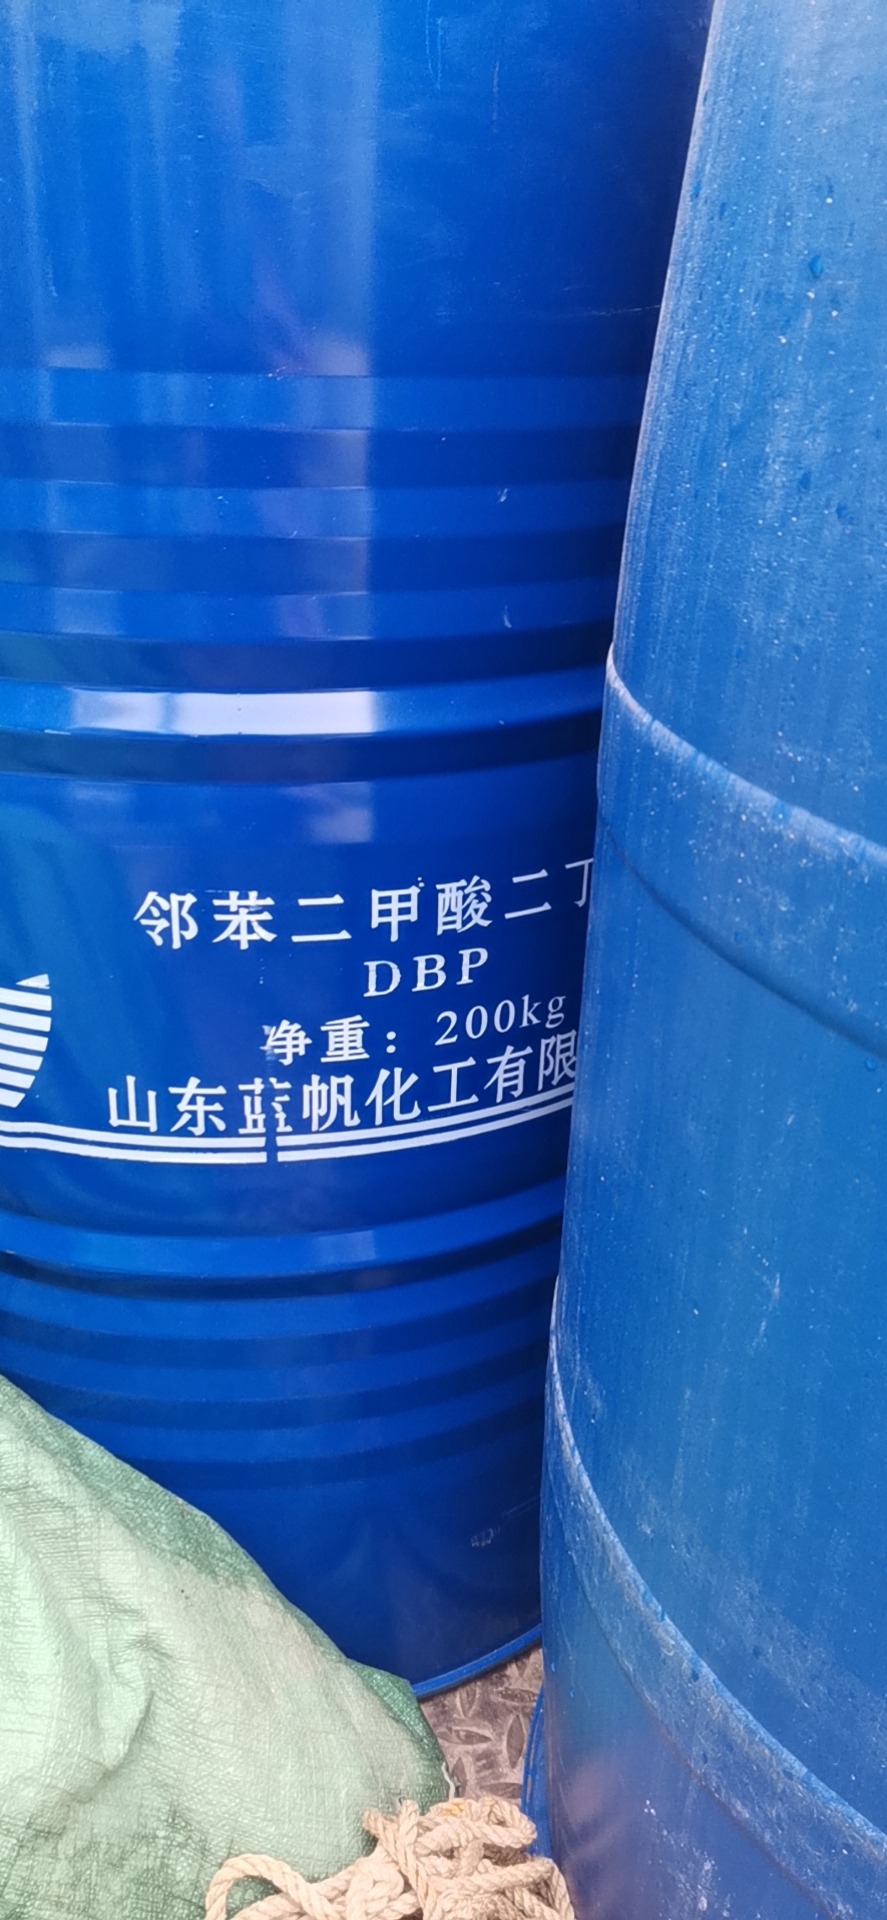 邻苯二甲酸二丁
DBP
净重：200kg
山东蓝帆化工有限